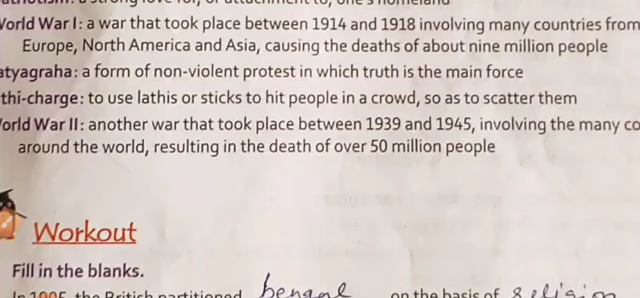 World War I: a war that took place between 1914 and 1918 involving many countries from
Europe, North America and Asia, causing the deaths of about nine million people
atyagraha: a form of non-violent protest in which truth is the main force
thi-charge: to use lathis or sticks to hit people in a crowd, so as to scatter them
World War II: another war that took place between 1939 and 1945, involving the many co
around the world, resulting in the death of over 50 million people
Workout
Fill in the blanks.
In 1905, the British partitioned bengal on the basis of religion